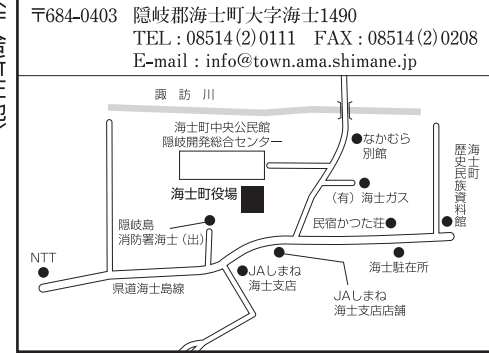 〒684-0403 隠岐郡海士町大字海士1490
TEL : 08514(2)0111 FAX : 08514(2)0208
E-mail : info@town.ama.shimane.jp
諏訪川
海士町中央公民館
隠岐開発総合センター
海士町役場
なかむら
別館
(有)海士ガス
海士町
歴史民族資料館
隠岐島
消防署海士(出)
民宿かつた荘
NTT
県道海士島線
JAしまね
海士支店
JAしまね
海士支店店舗
海士駐在所